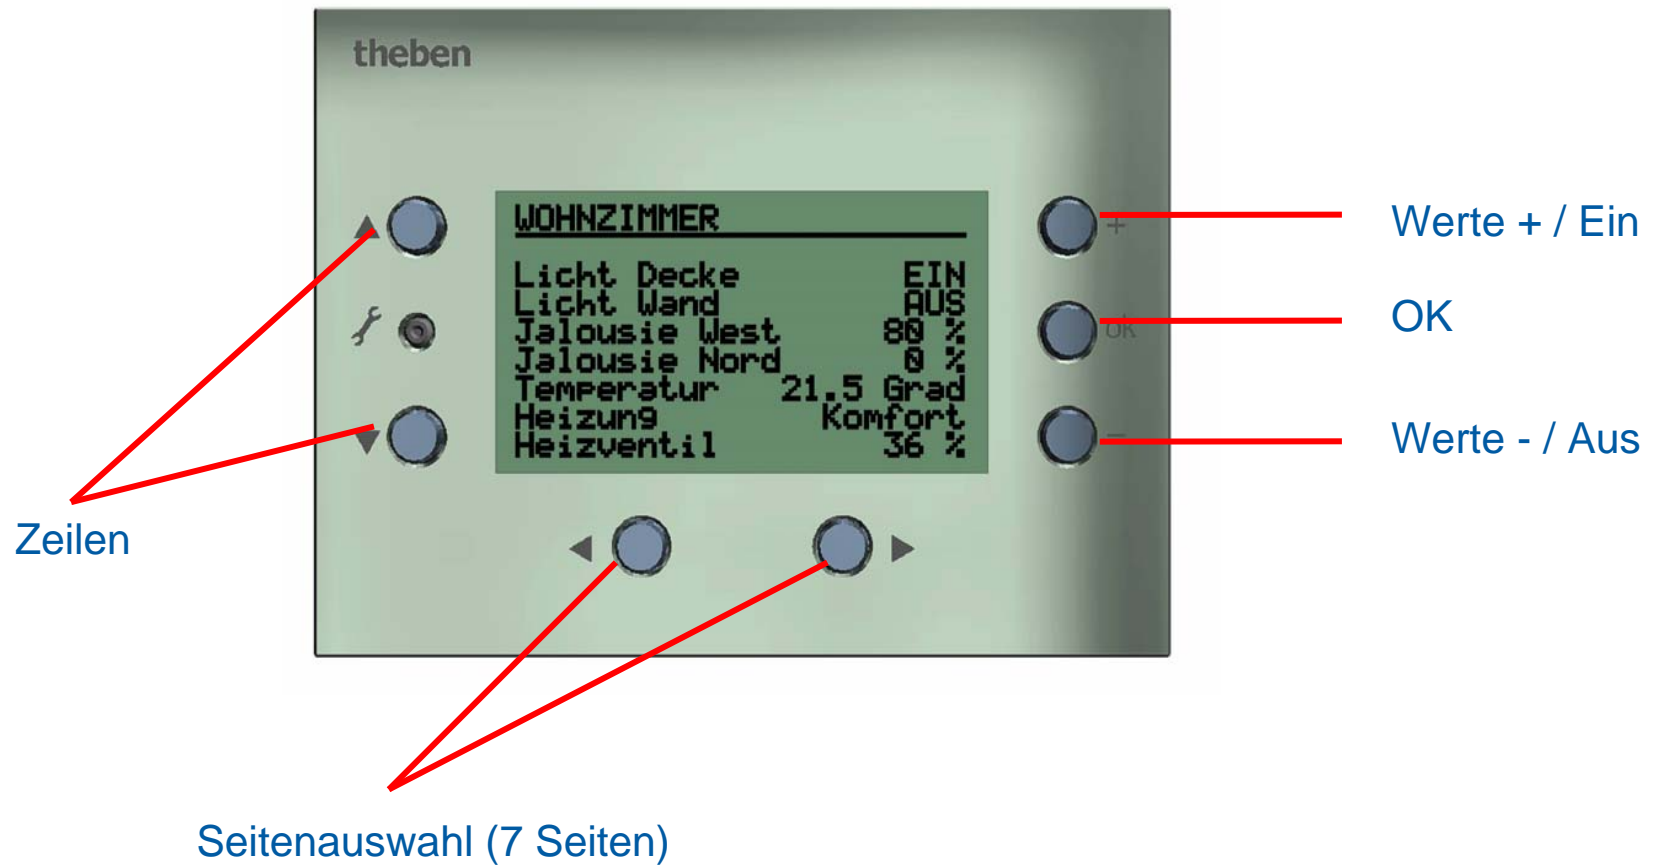 theben
WOHNZIMMER
Licht Decke EIN
Licht Wand AUS
Jalousie West 80 %
Jalousie Nord 0 %
Temperatur 21.5 Grad
Heizung Komfort
Heizventil 36 %
+
OK
-
Werte + / Ein
OK
Werte - / Aus
Zeilen
Seitenauswahl (7 Seiten)